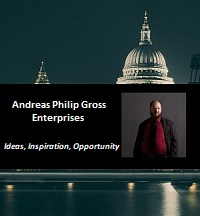 Andreas Philip Gross
Enterprises
Ideas, Inspiration, Opportunity